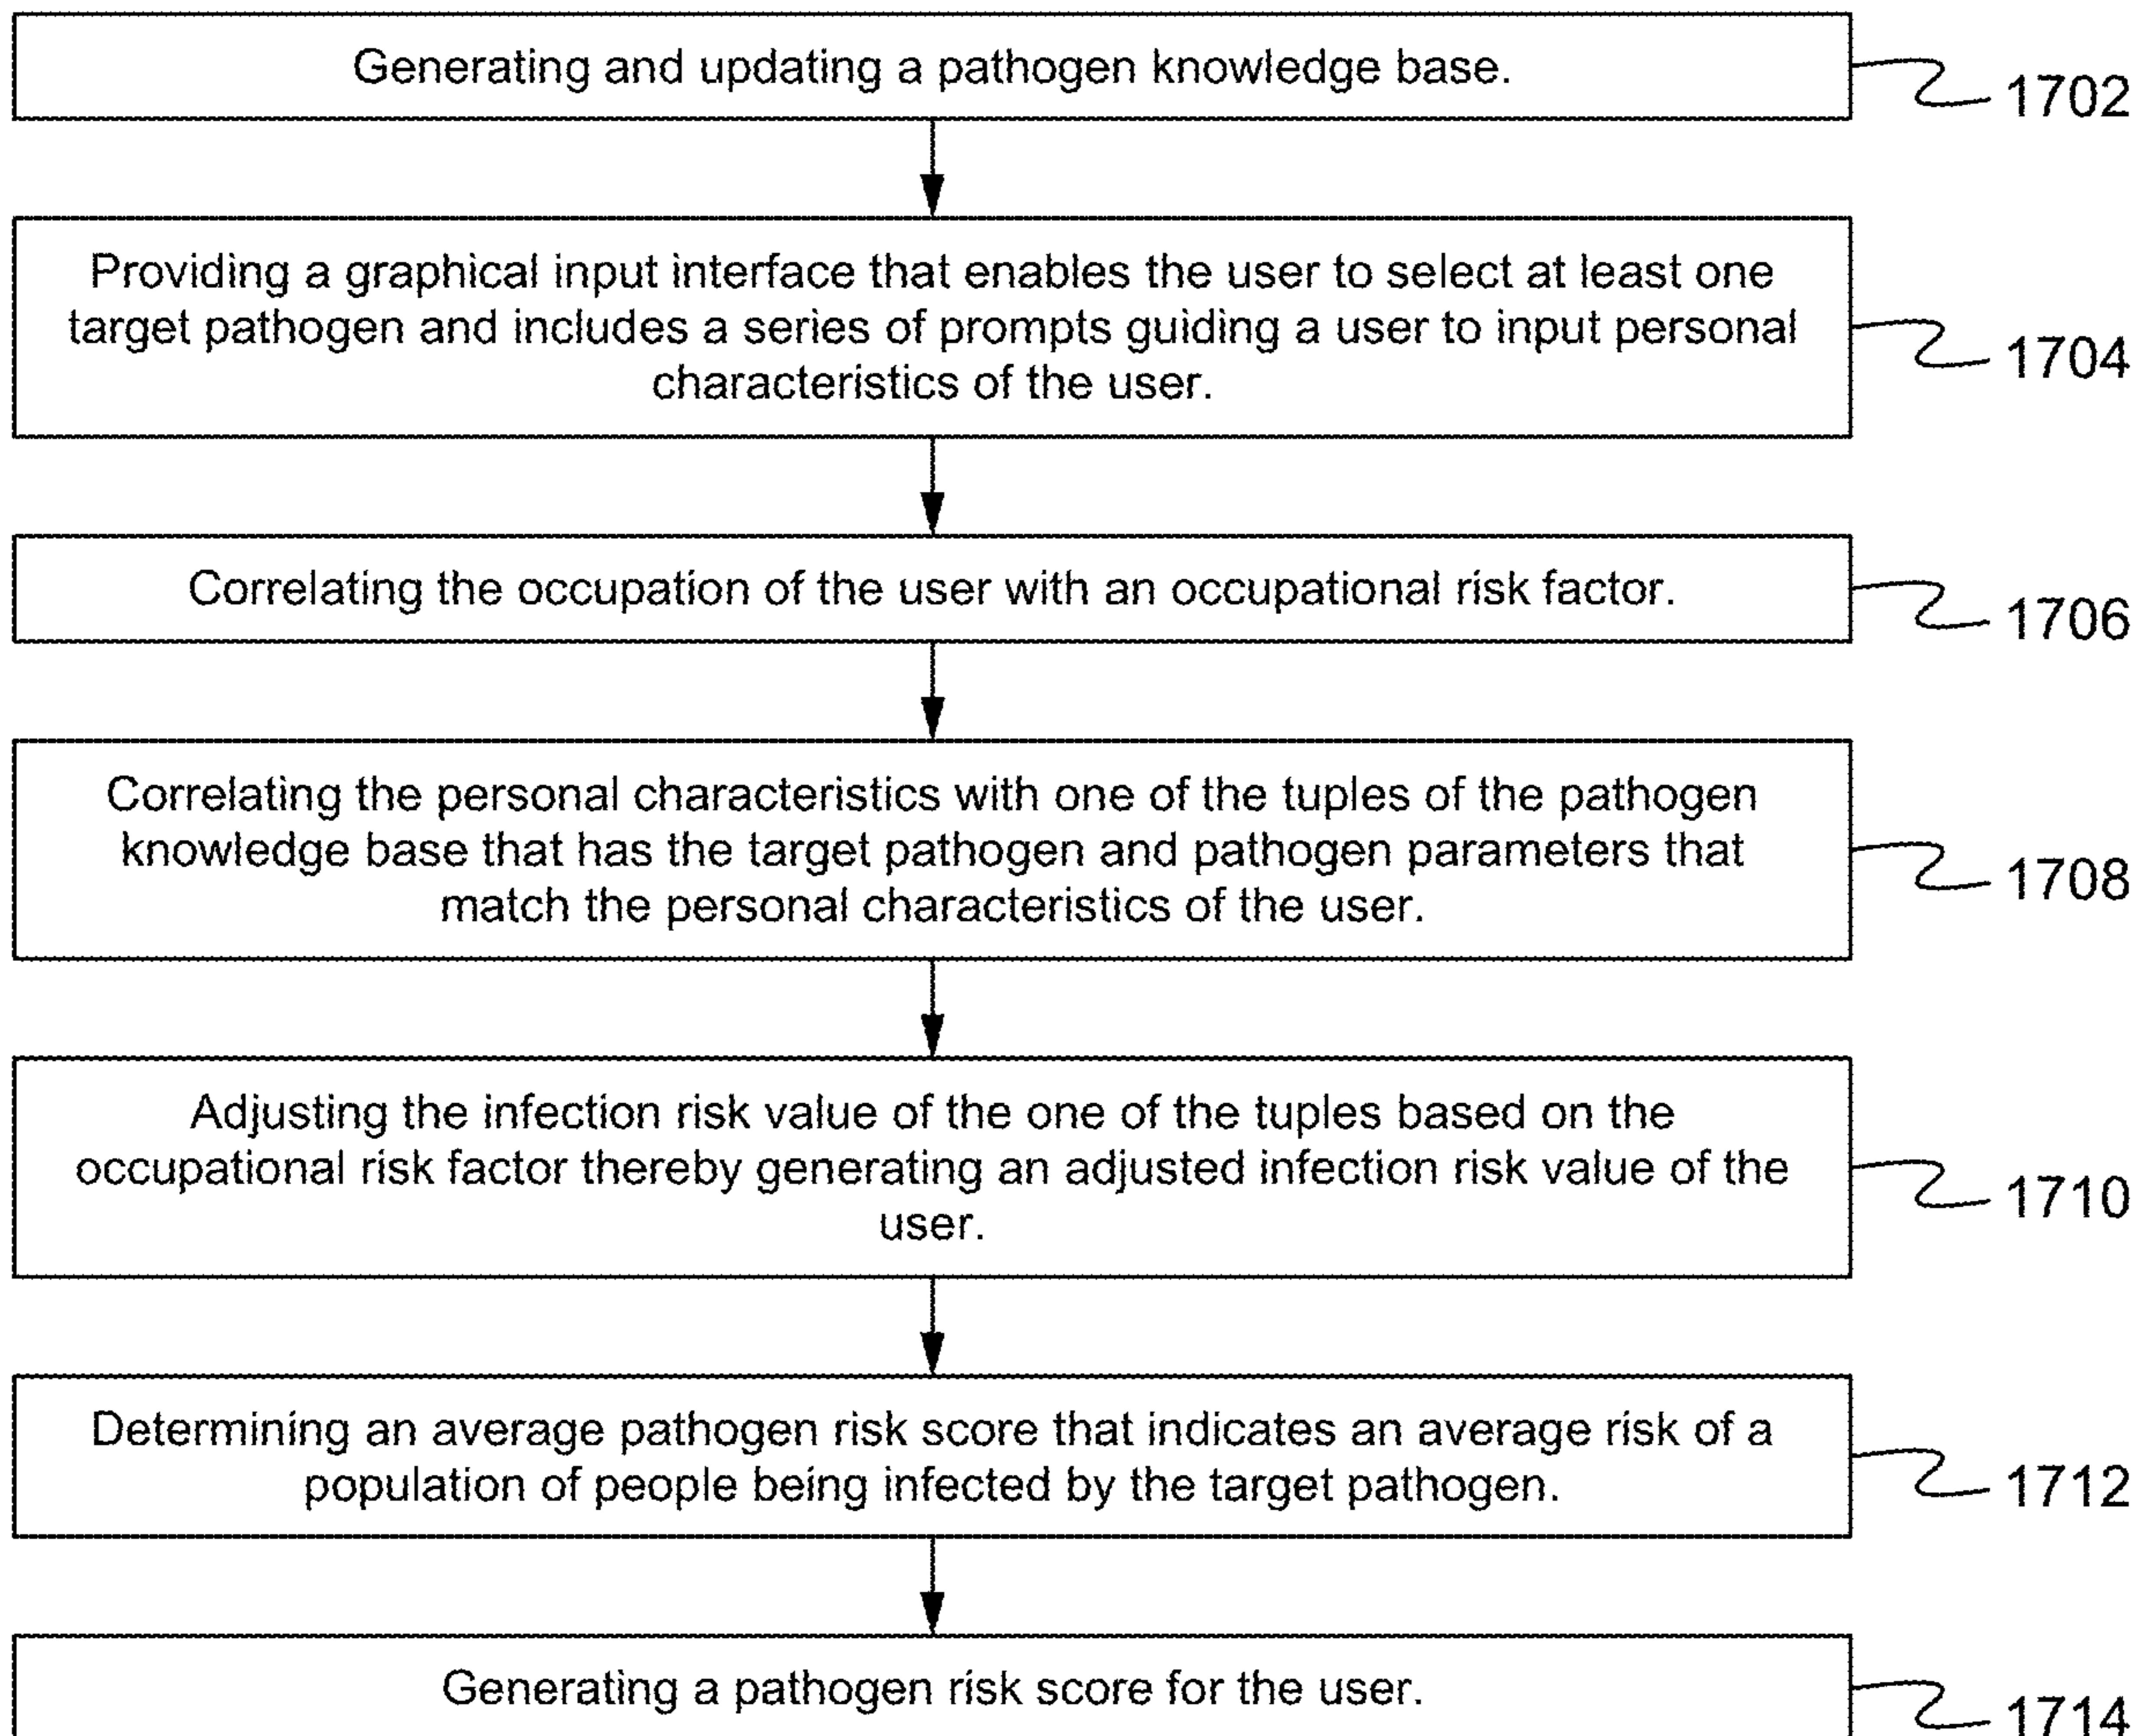 Generating and updating a pathogen knowledge base.
1702
Providing a graphical input interface that enables the user to select at least one
target pathogen and includes a series of prompts guiding a user to input personal
characteristics of the user.
1704
Correlating the occupation of the user with an occupational risk factor.
1706
Correlating the personal characteristics with one of the tuples of the pathogen
knowledge base that has the target pathogen and pathogen parameters that
match the personal characteristics of the user.
1708
Adjusting the infection risk value of the one of the tuples based on the
occupational risk factor thereby generating an adjusted infection risk value of the
user.
1710
Determining an average pathogen risk score that indicates an average risk of a
population of people being infected by the target pathogen.
1712
Generating a pathogen risk score for the user.
1714